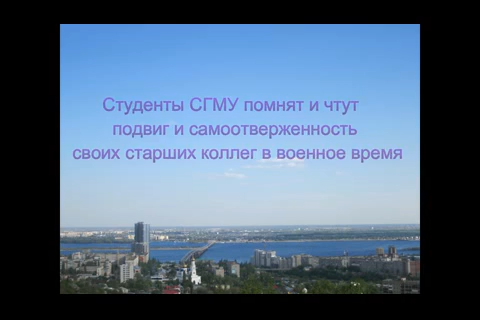 Студенты СГМУ помнят и чтут
подвиг и самоотверженность
своих старших коллег в военное время